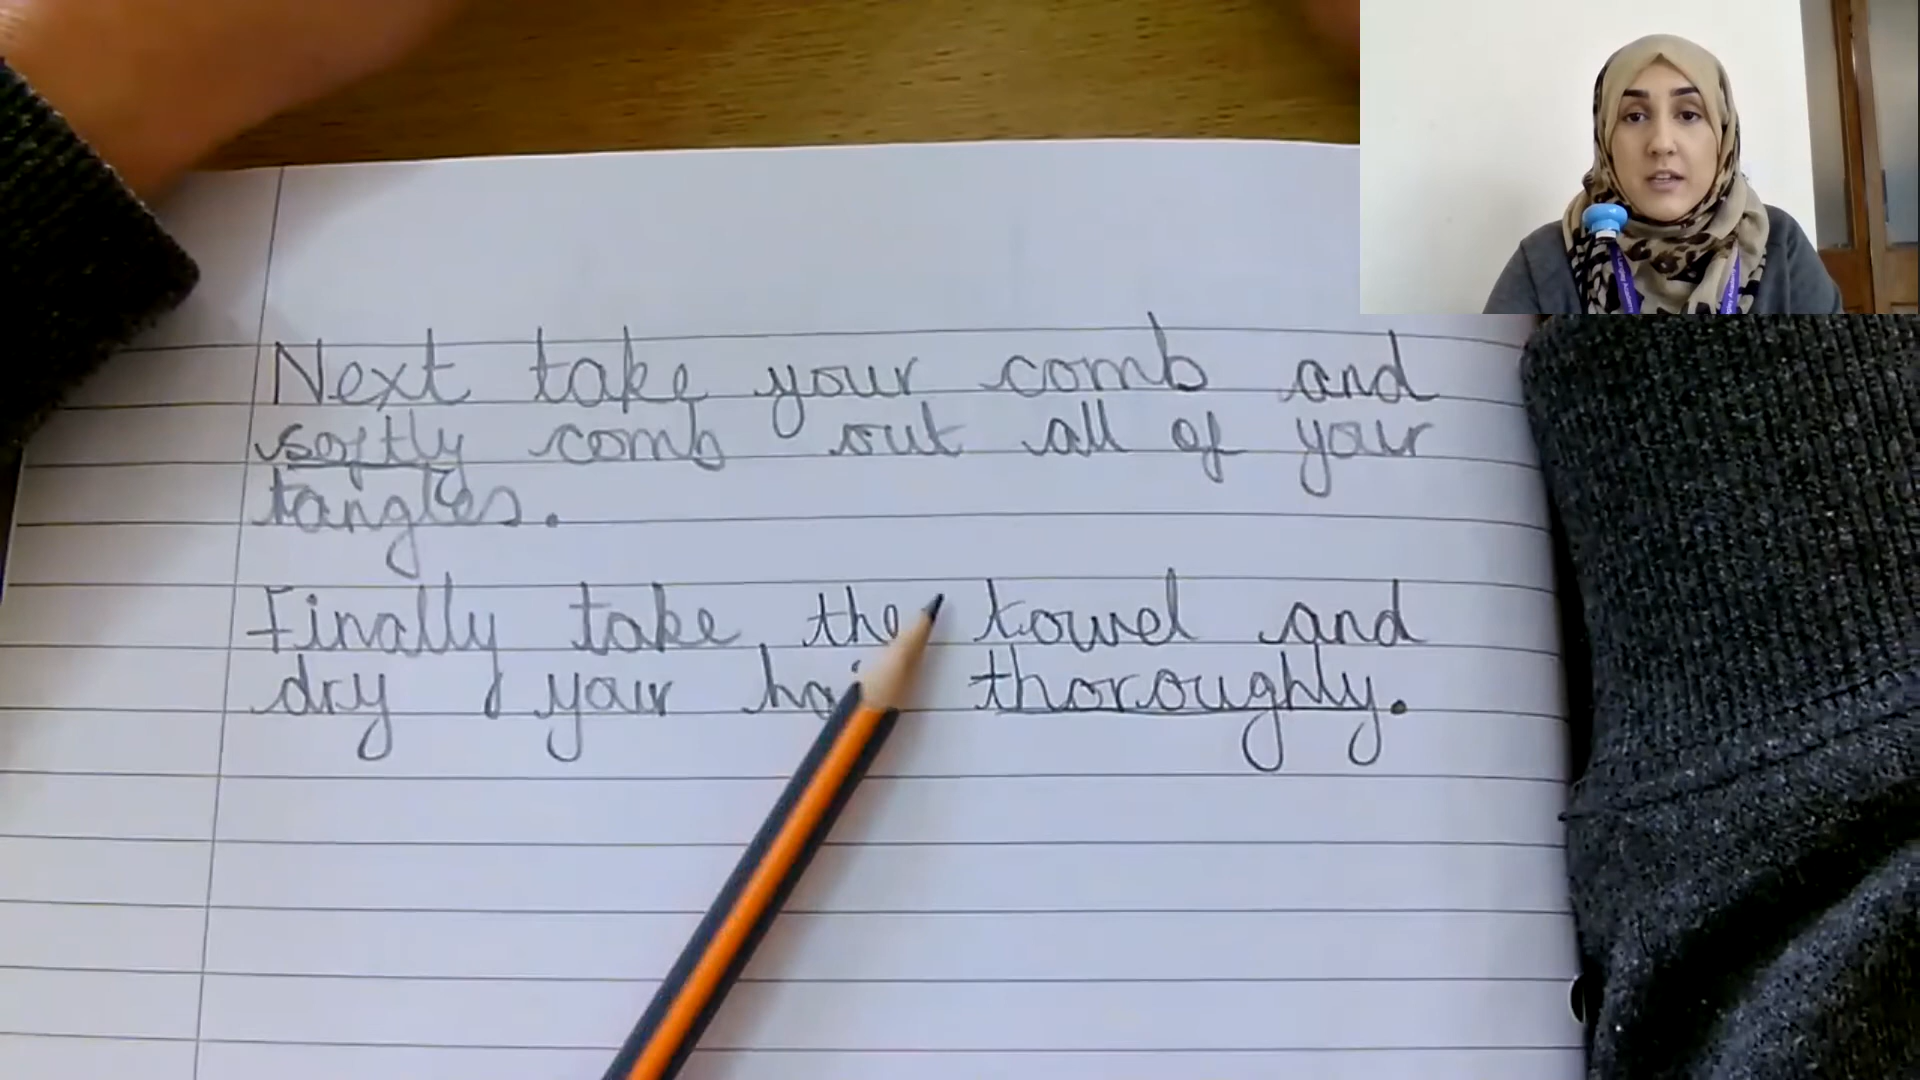 Next take your comb and
softly comb out all of your
tangles.
Finally take the towel and
dry your hair thoroughly.